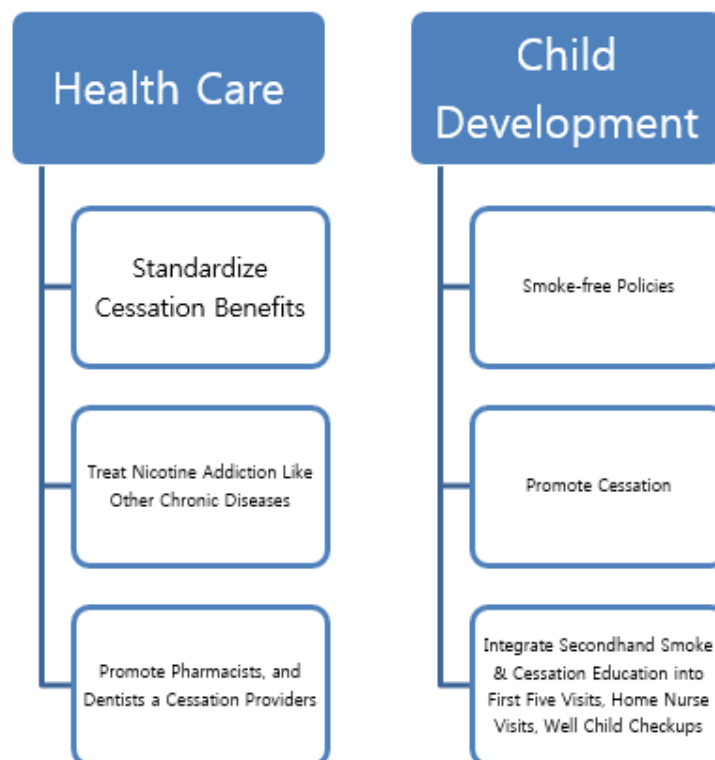 Health Care
Standardize
Cessation Benefits
Treat Nicotine Addiction Like
Other Chronic Diseases
Promote Pharmacists, and
Dentists a Cessation Providers
Child
Development
Smoke-free Policies
Promote Cessation
Integrate Secondhand Smoke
& Cessation Education into
First Five Visits, Home Nurse
Visits, Well Child Checkups